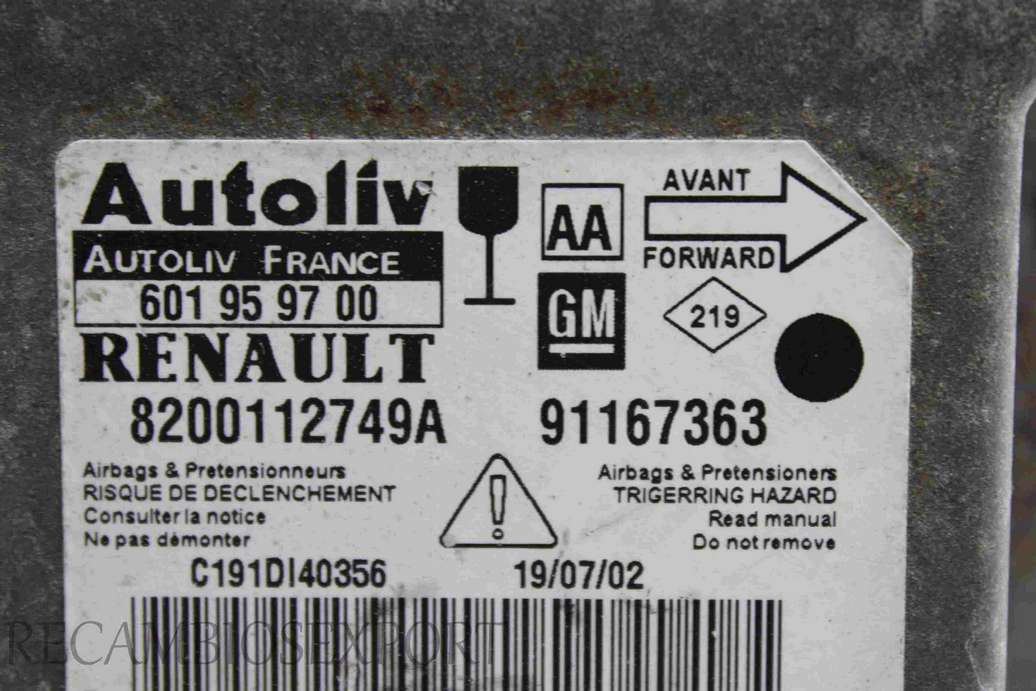 Autoliv
AUTOLIV FRANCE
601 95 97 00
RENAULT
8200112749A
AA
GM
AVANT
FORWARD
219
91167363
Airbags & Pretensionneurs
RISQUE DE DECLENCHEMENT
Consulter la notice
Ne pas démonter
Airbags & Pretensioners
TRIGERRING HAZARD
Read manual
Do not remove
C191DI40356
19/07/02
RECAMBIOSEXPORT